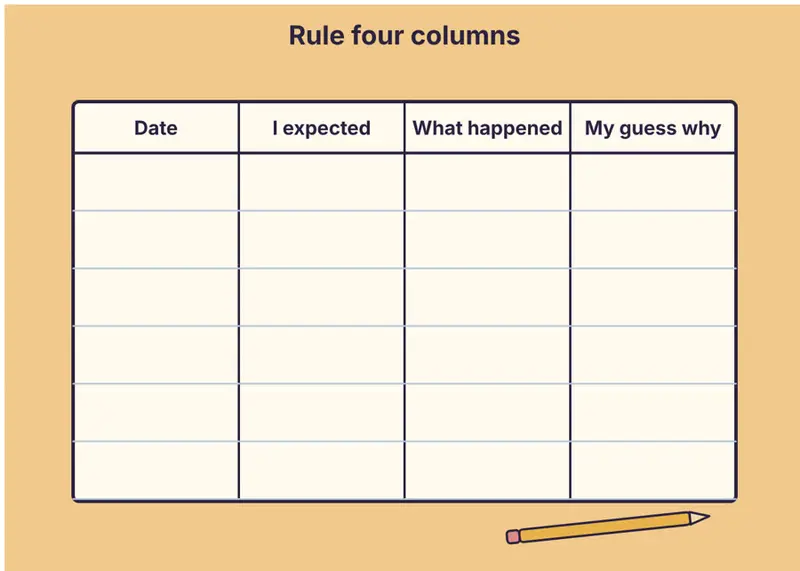 Rule four columns
Date
I expected
What happened
My guess why